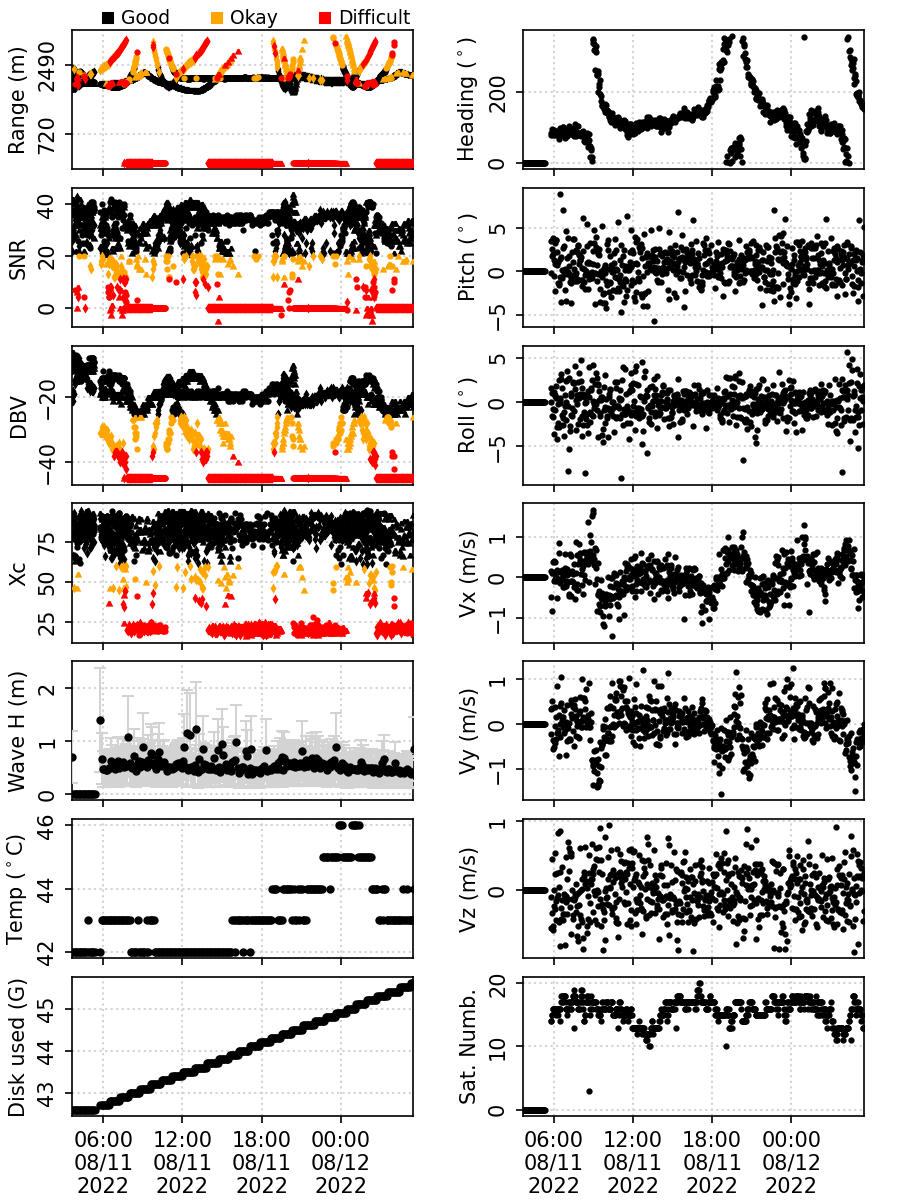 Good Okay Difficult
Range (m)
2490
720
Heading (°)
200
0
SNR
40
20
0
Pitch (°)
5
0
−5
DBV
−20
−40
Roll (°)
5
0
−5
Xc
75
50
25
Vx (m/s)
1
0
−1
Wave H (m)
2
1
0
Vy (m/s)
1
0
−1
Temp (°C)
46
44
42
Vz (m/s)
1
0
Disk used (G)
45
44
43
Sat. Numb.
20
10
0
06:00 12:00 18:00 00:00
08/11 08/11 08/11 08/12
2022 2022 2022 2022
06:00 12:00 18:00 00:00
08/11 08/11 08/11 08/12
2022 2022 2022 2022